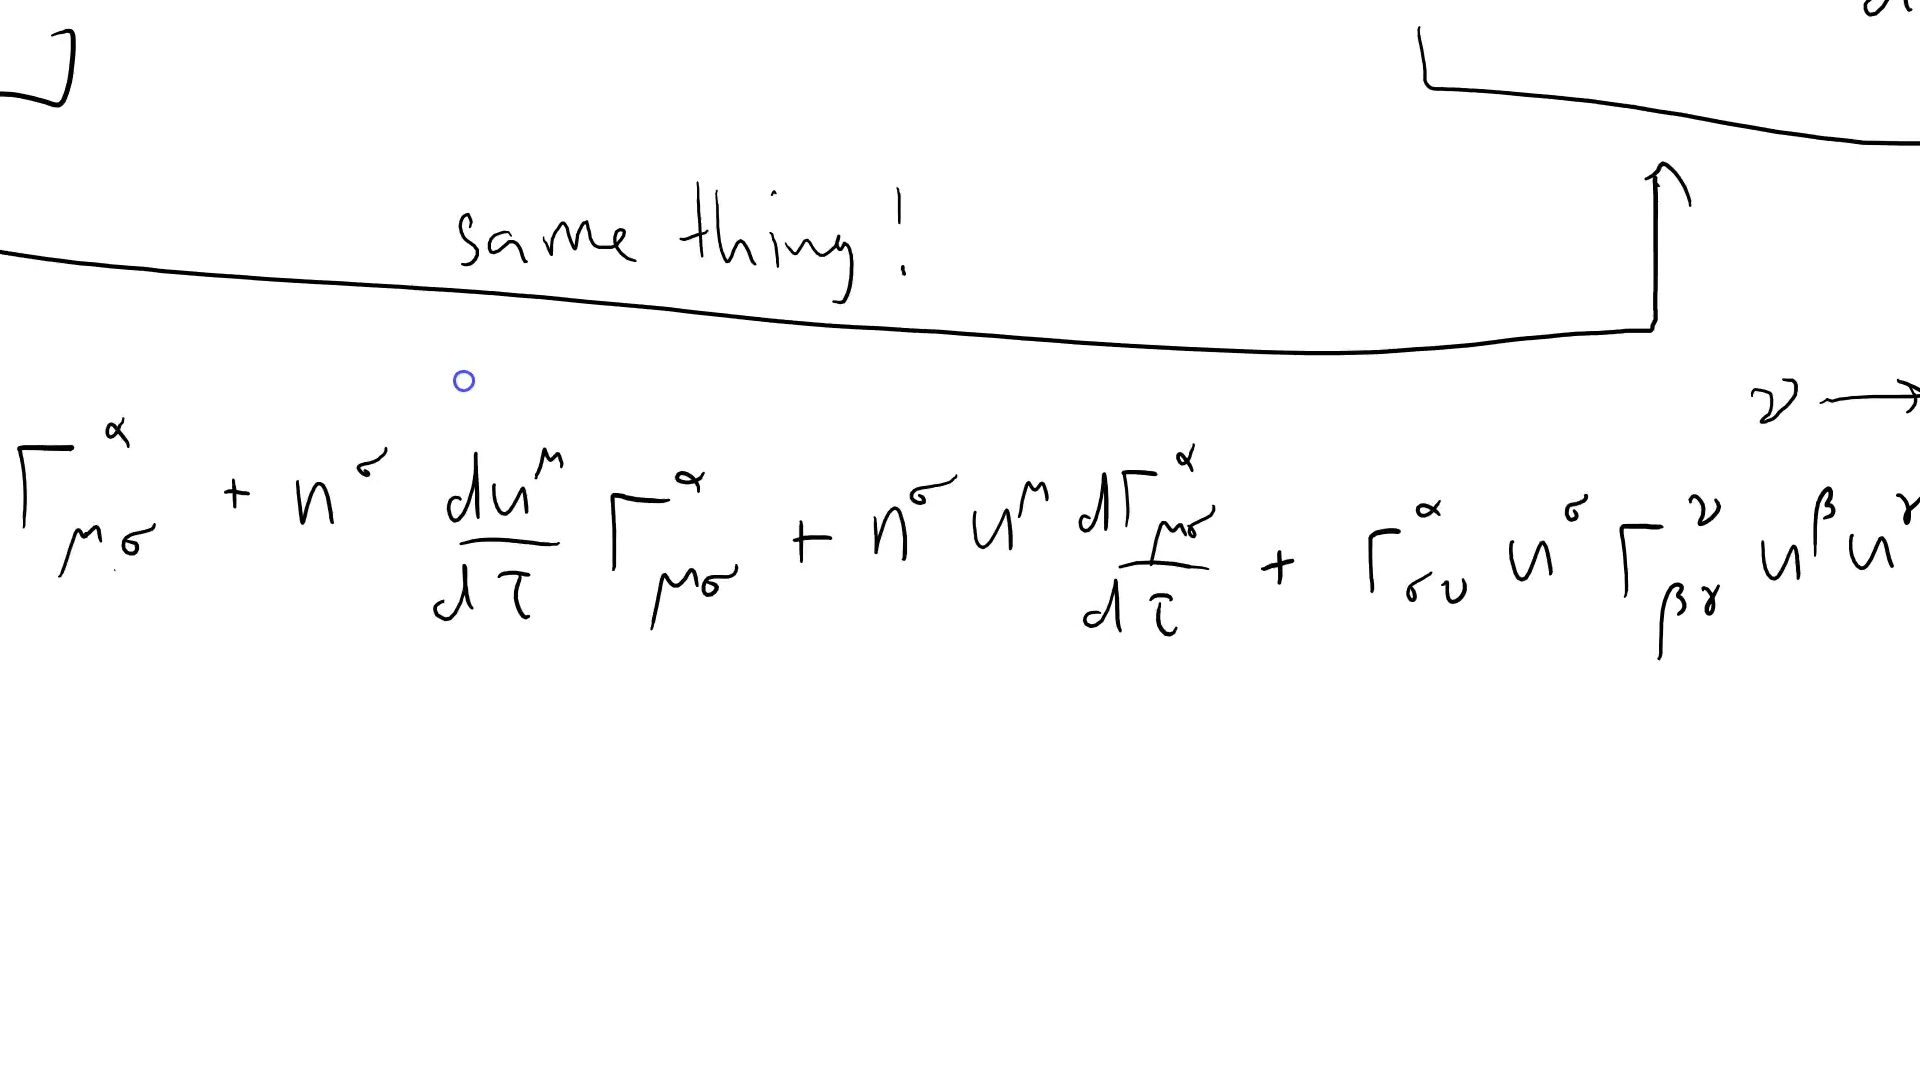 same thing!
ν →
Γ^α_{μσ} + n^σ du^μ/dτ Γ^α_{μσ} + n^σ u^μ dΓ^α_{μσ}/dτ + Γ^α_{σν} u^σ Γ^ν_{βγ} u^β u^γ